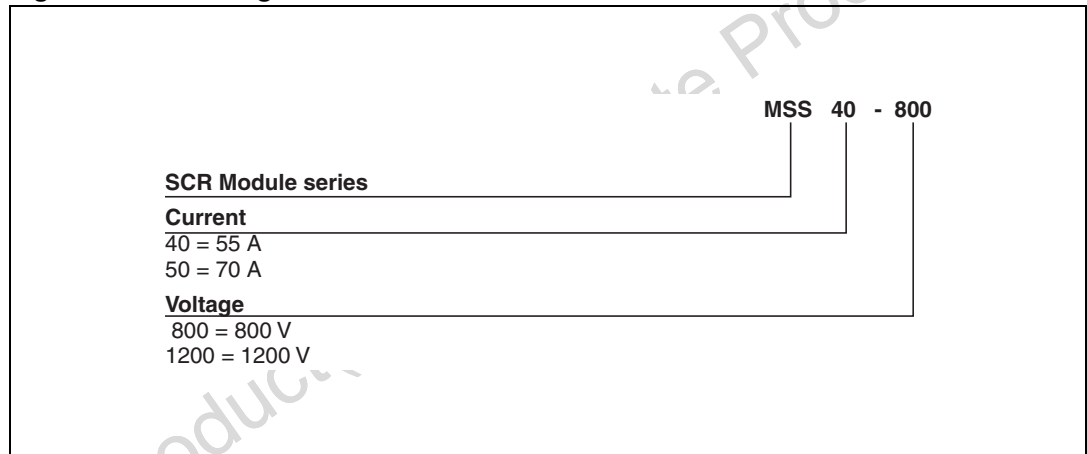 MSS 40 - 800
SCR Module series
Current
40 = 55 A
50 = 70 A
Voltage
800 = 800 V
1200 = 1200 V